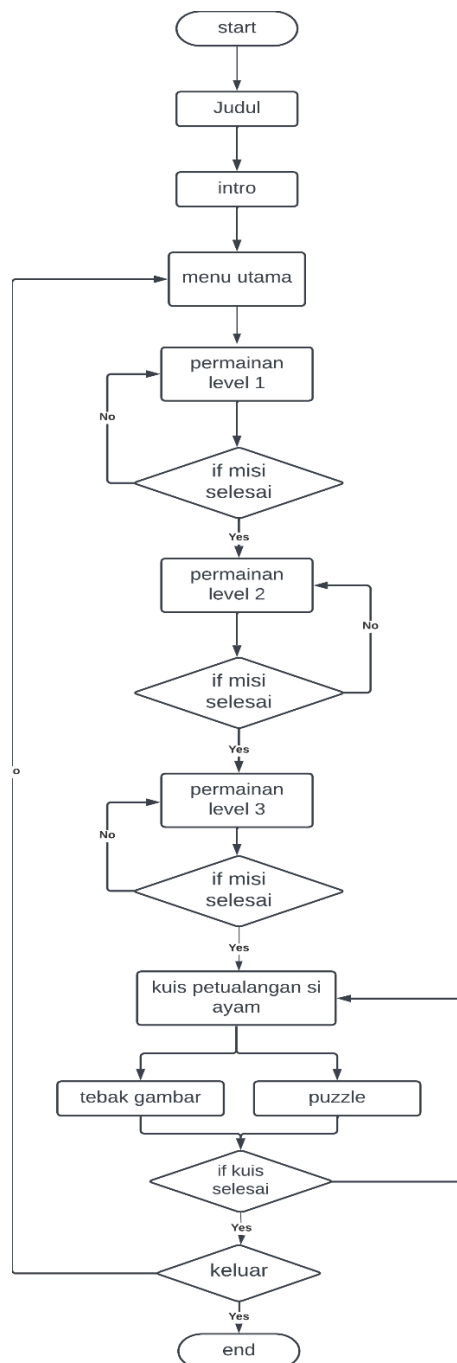 start
Judul
intro
menu utama
permainan
level 1
No
if misi
selesai
Yes
permainan
level 2
No
if misi
selesai
Yes
permainan
level 3
No
if misi
selesai
Yes
kuis petualangan si
ayam
tebak gambar
puzzle
if kuis
selesai
Yes
o
keluar
Yes
end